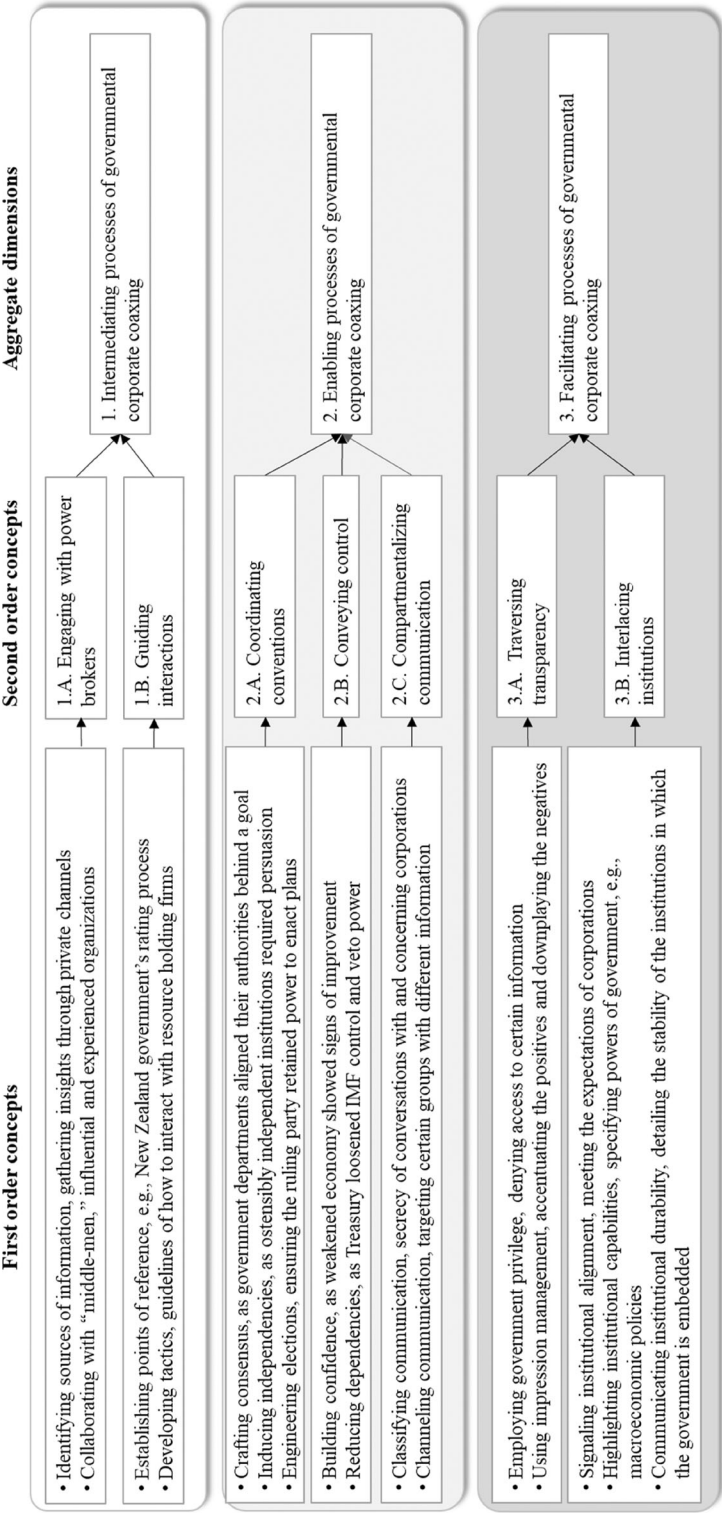 First order concepts
Second order concepts
Aggregate dimensions
• Identifying sources of information, gathering insights through private channels
• Collaborating with “middle-men,” influential and experienced organizations
1.A. Engaging with power
brokers
• Establishing points of reference, e.g., New Zealand government’s rating process
• Developing tactics, guidelines of how to interact with resource holding firms
1.B. Guiding
interactions
1. Intermediating processes of governmental
corporate coaxing
• Crafting consensus, as government departments aligned their authorities behind a goal
• Inducing independencies, as ostensibly independent institutions required persuasion
• Engineering elections, ensuring the ruling party retained power to enact plans
2.A. Coordinating
conventions
• Building confidence, as weakened economy showed signs of improvement
• Reducing dependencies, as Treasury loosened IMF control and veto power
2.B. Conveying control
• Classifying communication, secrecy of conversations with and concerning corporations
• Channeling communication, targeting certain groups with different information
2.C. Compartmentalizing
communication
2. Enabling processes of governmental
corporate coaxing
• Employing government privilege, denying access to certain information
• Using impression management, accentuating the positives and downplaying the negatives
3.A. Traversing
transparency
• Signaling institutional alignment, meeting the expectations of corporations
• Highlighting institutional capabilities, specifying powers of government, e.g.,
macroeconomic policies
• Communicating institutional durability, detailing the stability of the institutions in which
the government is embedded
3.B. Interlacing
institutions
3. Facilitating processes of governmental
corporate coaxing